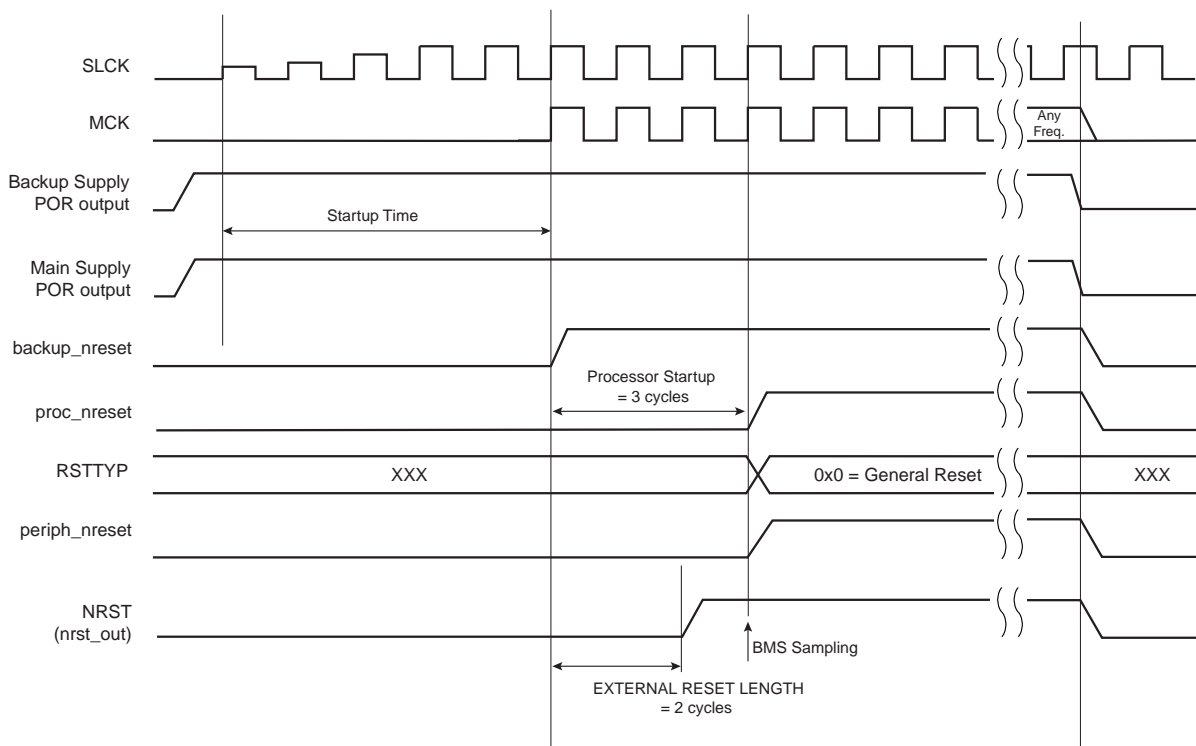 SLCK
MCK
Any
Freq.
Backup Supply
POR output
Startup Time
Main Supply
POR output
backup_nreset
Processor Startup
= 3 cycles
proc_nreset
RSTTYP
XXX
0x0 = General Reset
XXX
periph_nreset
NRST
(nrst_out)
BMS Sampling
EXTERNAL RESET LENGTH
= 2 cycles